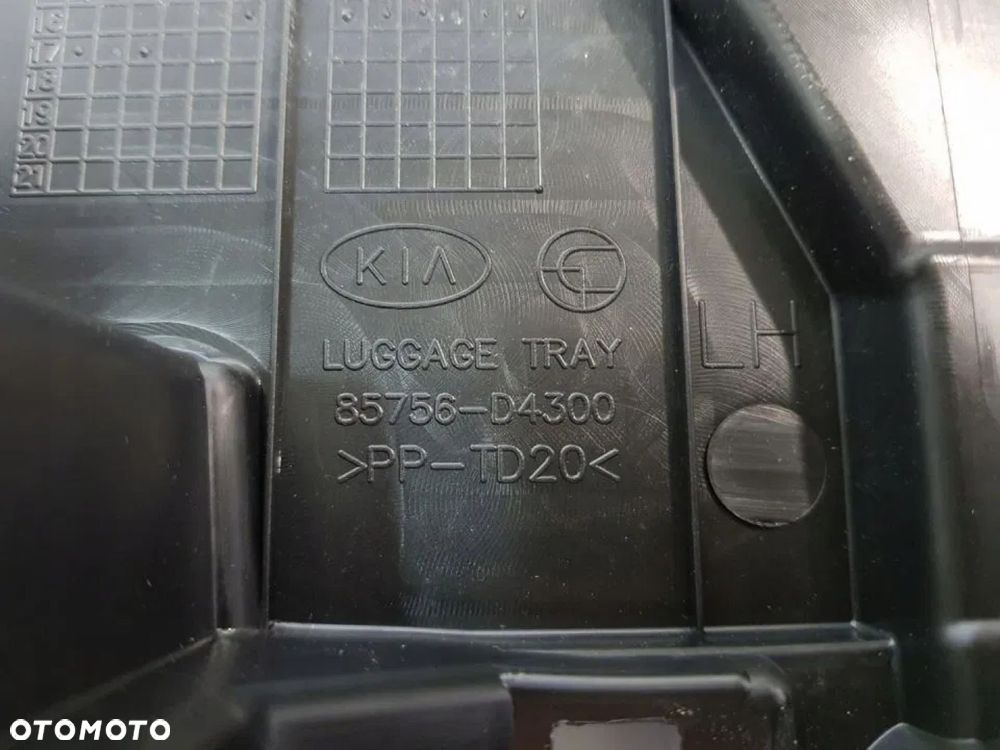 16
17
18
19
20
21
KIA
LUGGAGE TRAY
LH
85756-D4300
>PP-TD20<
OTOMOTO